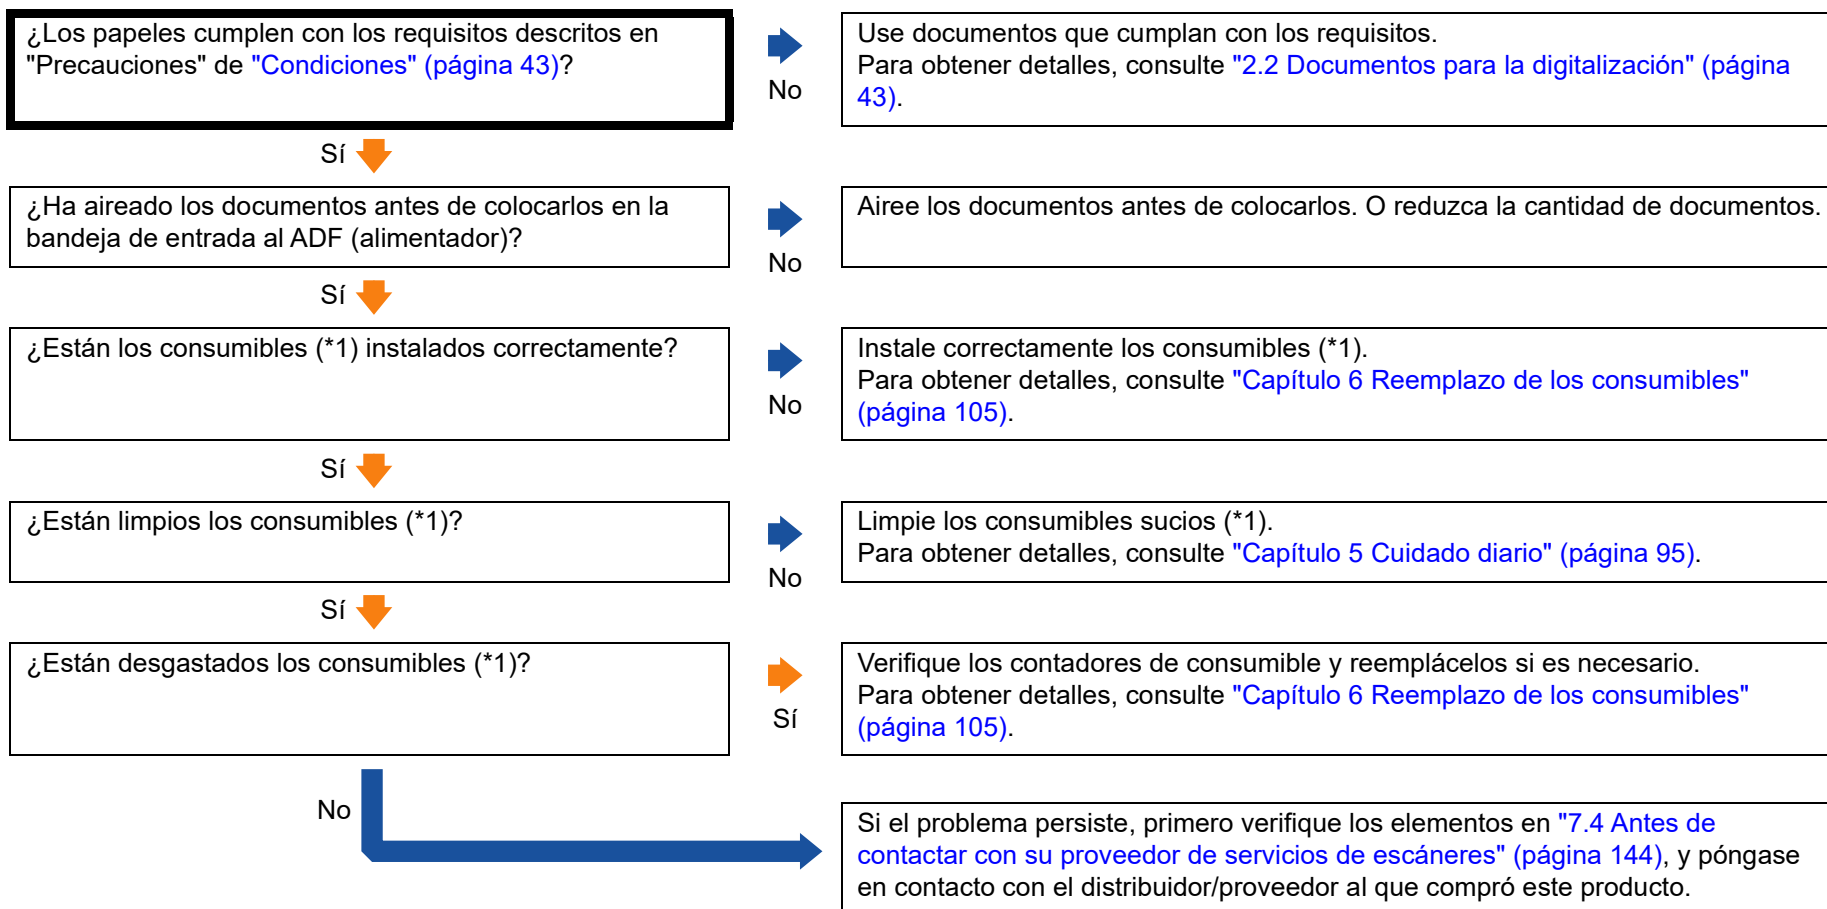 ¿Los papeles cumplen con los requisitos descritos en
"Precauciones" de "Condiciones" (página 43)?
No
Use documentos que cumplan con los requisitos.
Para obtener detalles, consulte "2.2 Documentos para la digitalización" (página
43).
Sí
¿Ha aireado los documentos antes de colocarlos en la
bandeja de entrada al ADF (alimentador)?
No
Airee los documentos antes de colocarlos. O reduzca la cantidad de documentos.
Sí
¿Están los consumibles (*1) instalados correctamente?
No
Instale correctamente los consumibles (*1).
Para obtener detalles, consulte "Capítulo 6 Reemplazo de los consumibles"
(página 105).
Sí
¿Están limpios los consumibles (*1)?
No
Limpie los consumibles sucios (*1).
Para obtener detalles, consulte "Capítulo 5 Cuidado diario" (página 95).
Sí
¿Están desgastados los consumibles (*1)?
Sí
Verifique los contadores de consumible y reemplácelos si es necesario.
Para obtener detalles, consulte "Capítulo 6 Reemplazo de los consumibles"
(página 105).
No
Si el problema persiste, primero verifique los elementos en "7.4 Antes de
contactar con su proveedor de servicios de escáneres" (página 144), y póngase
en contacto con el distribuidor/proveedor al que compró este producto.